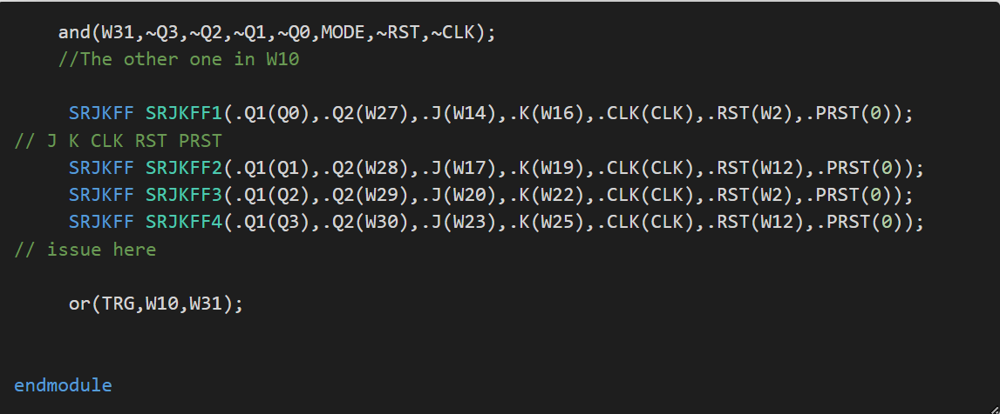 and(W31,~Q3,~Q2,~Q1,~Q0,MODE,~RST,~CLK);
//The other one in W10
SRJKFF SRJKFF1(.Q1(Q0),.Q2(W27),.J(W14),.K(W16),.CLK(CLK),.RST(W2),.PRST(0));
// J K CLK RST PRST
SRJKFF SRJKFF2(.Q1(Q1),.Q2(W28),.J(W17),.K(W19),.CLK(CLK),.RST(W12),.PRST(0));
SRJKFF SRJKFF3(.Q1(Q2),.Q2(W29),.J(W20),.K(W22),.CLK(CLK),.RST(W2),.PRST(0));
SRJKFF SRJKFF4(.Q1(Q3),.Q2(W30),.J(W23),.K(W25),.CLK(CLK),.RST(W12),.PRST(0));
// issue here
or(TRG,W10,W31);
endmodule